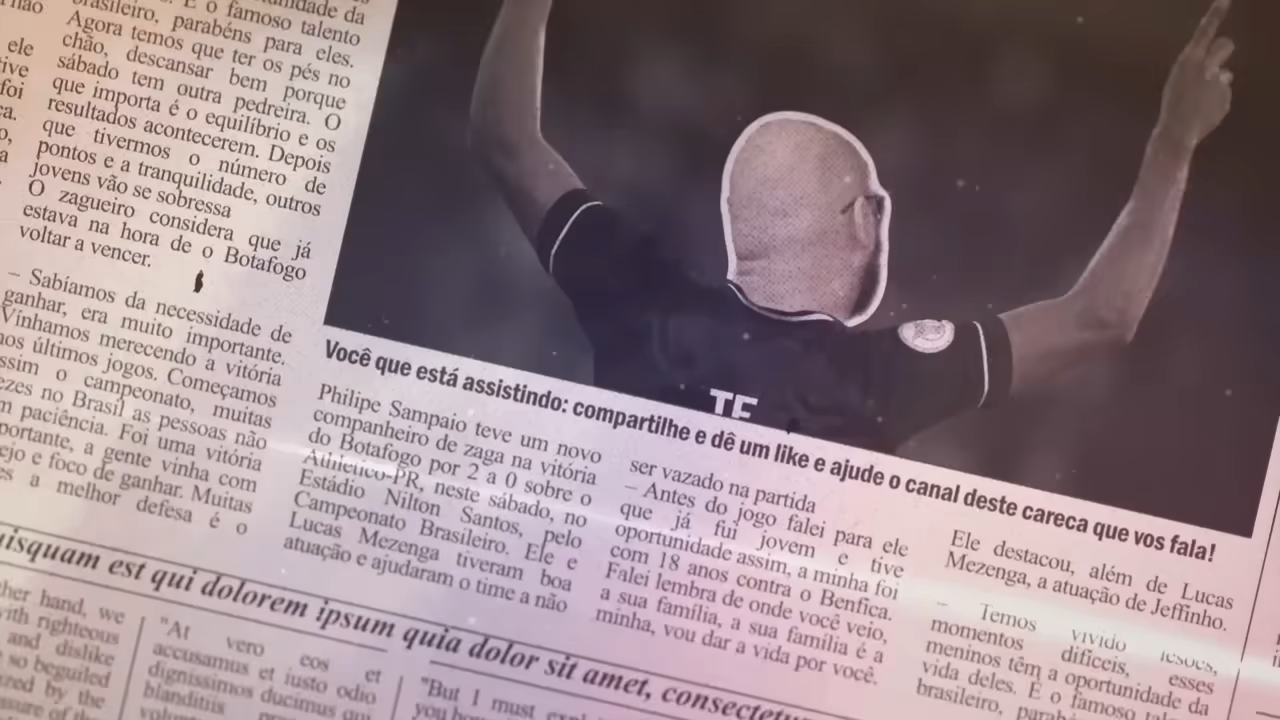 não
brasileiro. É o famoso talento
brasileiro, parabéns para eles.
Agora temos que ter os pés no
chão, descansar bem porque
sábado tem outra pedreira. O
que importa é o equilíbrio e os
resultados acontecerem. Depois
que tivermos o número de
pontos e a tranquilidade, outros
jovens vão se sobressa
O zagueiro considera que já
estava na hora de o Botafogo
voltar a vencer.
– Sabíamos da necessidade de
ganhar, era muito importante.
Vínhamos merecendo a vitória
nos últimos jogos. Começamos
assim o campeonato, muitas
vezes no Brasil as pessoas não
paciência. Foi uma vitória
importante, a gente vinha com
desejo e foco de ganhar. Muitas
a melhor defesa é o
TE
Você que está assistindo: compartilhe e dê um like e ajude o canal deste careca que vos fala!
Philipe Sampaio teve um novo
companheiro de zaga na vitória
do Botafogo por 2 a 0 sobre o
Athletico-PR, neste sábado, no
Estádio Nilton Santos, pelo
Campeonato Brasileiro. Ele e
Lucas Mezenga tiveram boa
atuação e ajudaram o time a não
ser vazado na partida
– Antes do jogo falei para ele
que já fui jovem e tive
oportunidade assim, a minha foi
com 18 anos contra o Benfica.
Falei lembra de onde você veio,
a sua família, a sua família é a
minha, vou dar a vida por você.
Ele destacou, além de Lucas
Mezenga, a atuação de Jeffinho.
– Temos vivido
momentos difíceis, esses
meninos têm a oportunidade da
vida deles. É o famoso
brasileiro,
quisquam est qui dolorem ipsum quia dolor sit amet, consectetur
other hand, we
with righteous
and dislike
so beguiled
by the
of the
"At vero eos et
accusamus et iusto odio
dignissimos ducimus qui
blanditiis
"But I must
you